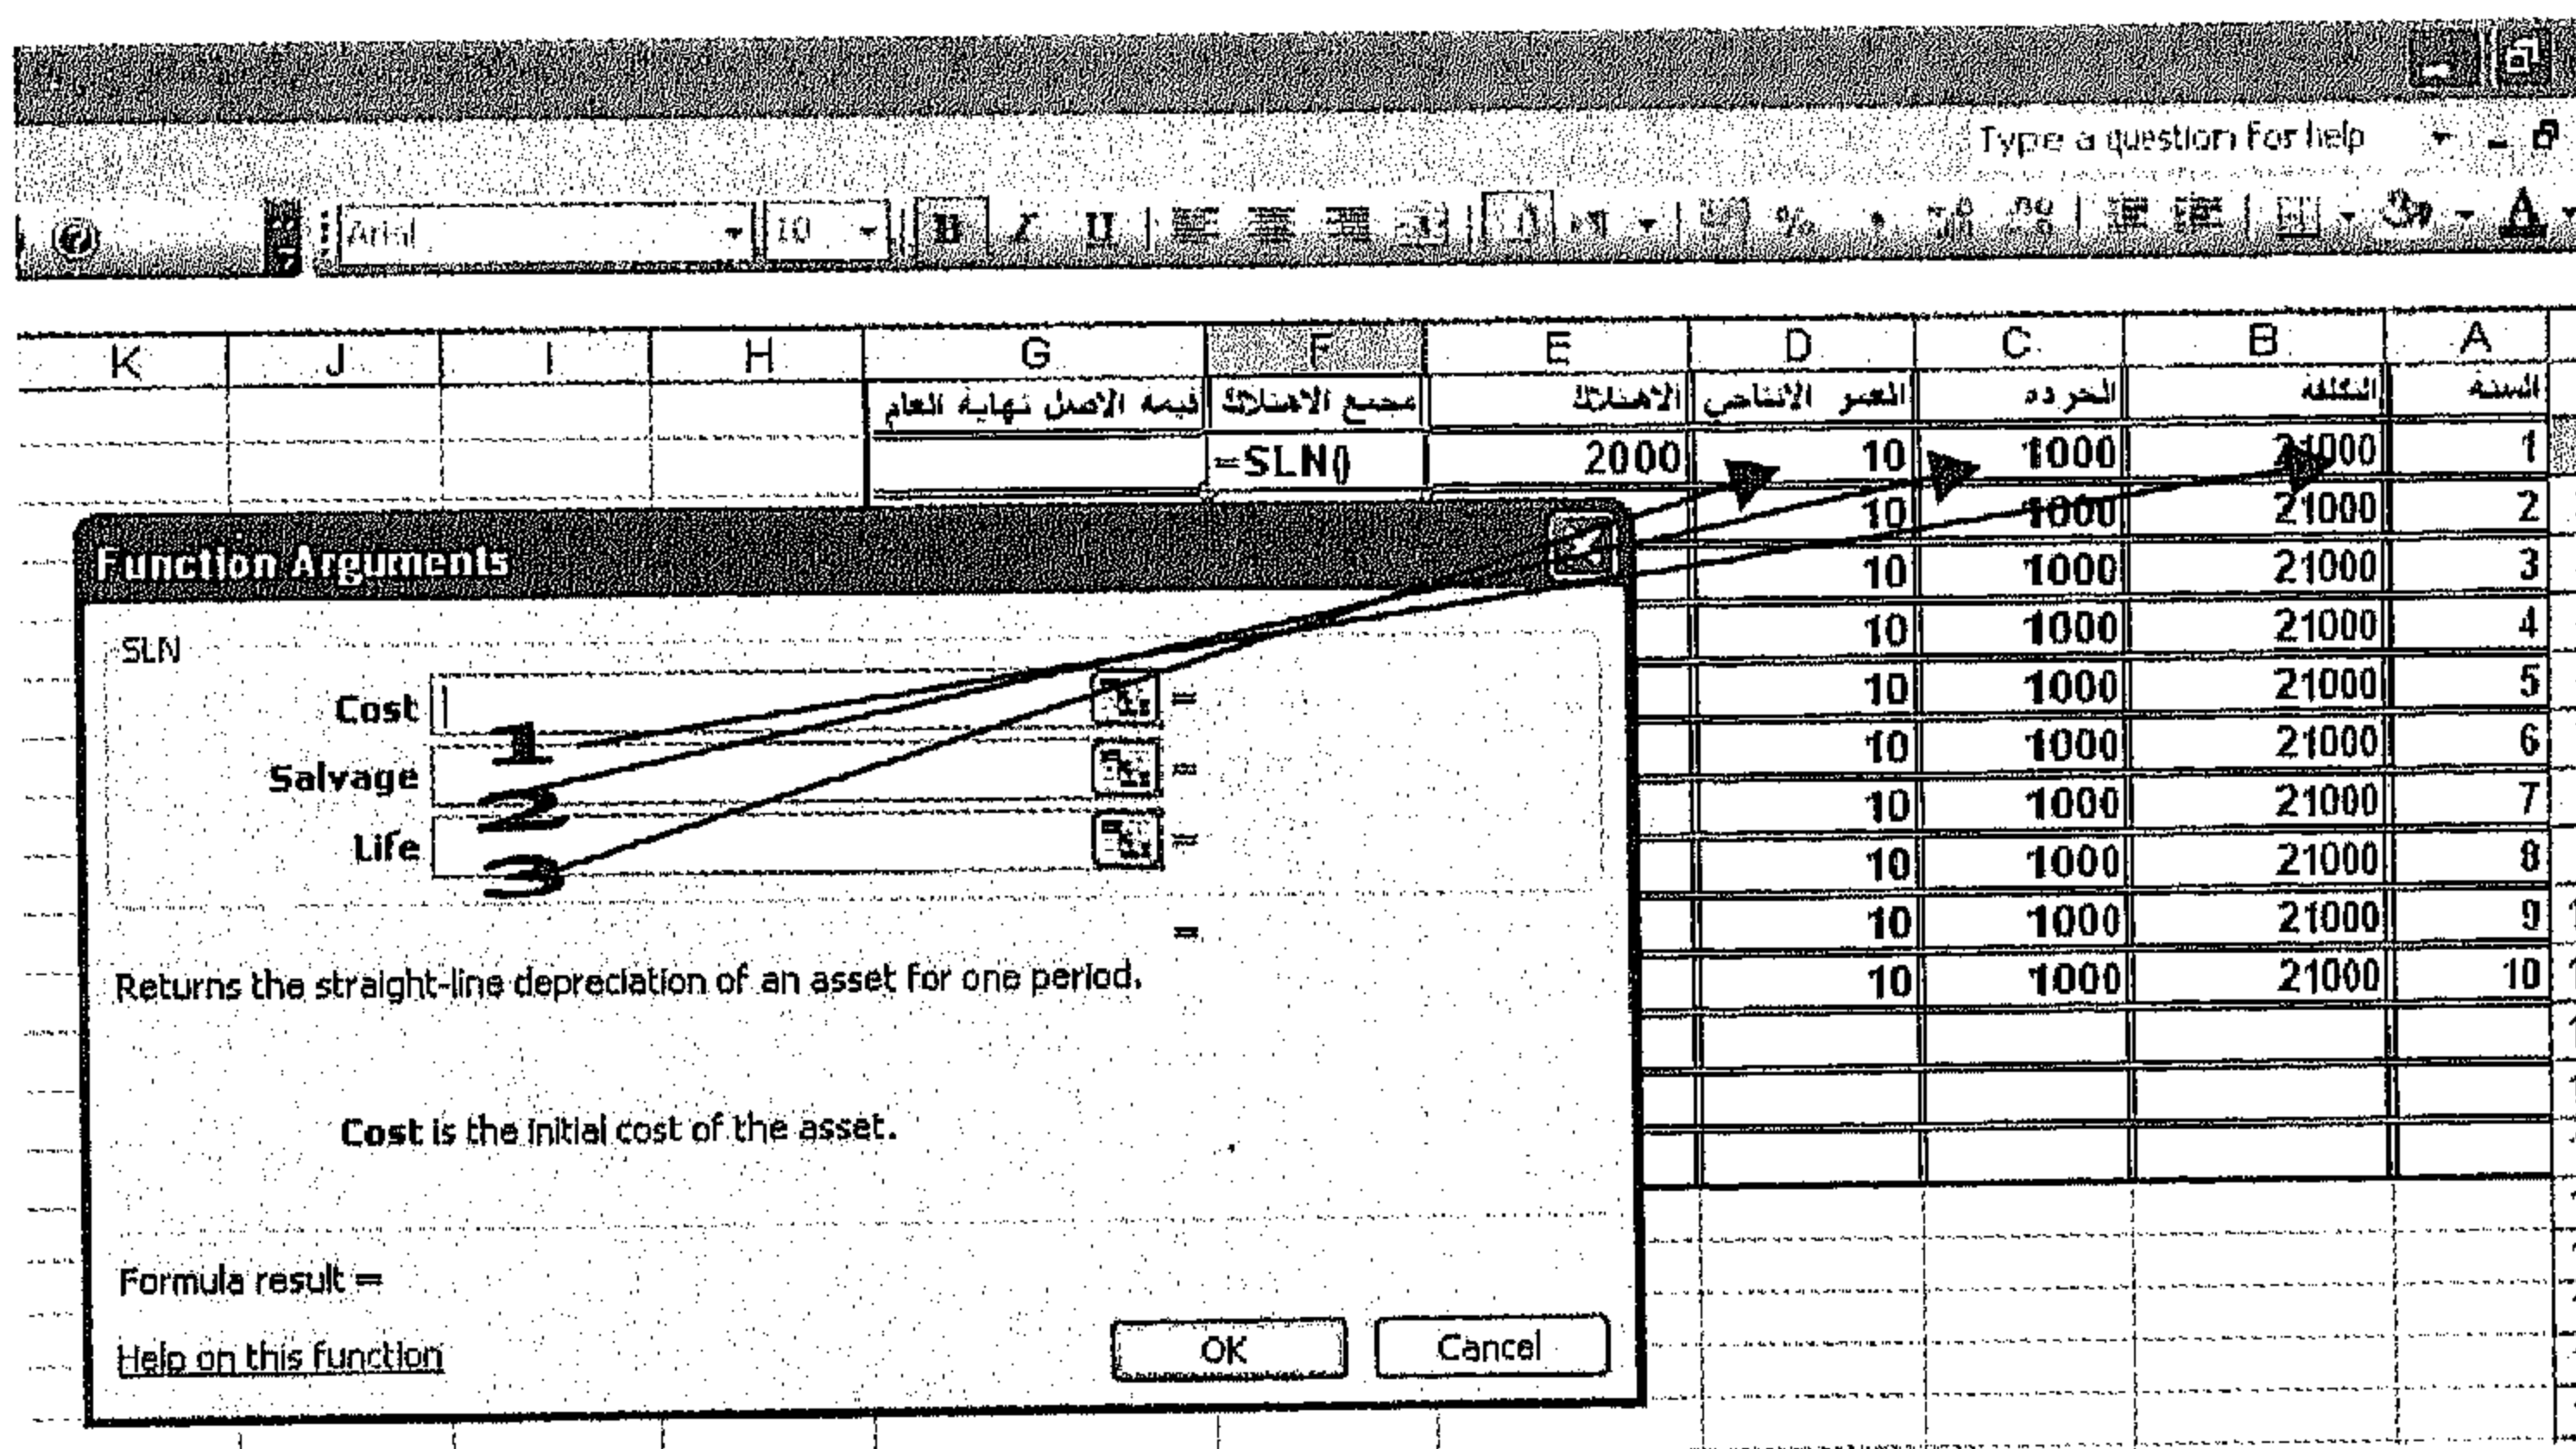 Type a question for help
Arial 10 B I U %
K J I H G F E D C B A
السنة التكلفة الخرده العمر الانتاجي الاهتلاك مجمع الاهتلاك قيمة الاصل نهاية العام
=SLN() 2000 10 1000 21000 1
10 1000 21000 2
Function Arguments 10 1000 21000 3
SLN 10 1000 21000 4
Cost = 10 1000 21000 5
1
Salvage = 10 1000 21000 6
2 10 1000 21000 7
Life = 10 1000 21000 8
3
= 10 1000 21000 9
Returns the straight-line depreciation of an asset for one period. 10 1000 21000 10
Cost is the initial cost of the asset.
Formula result =
Help on this function OK Cancel